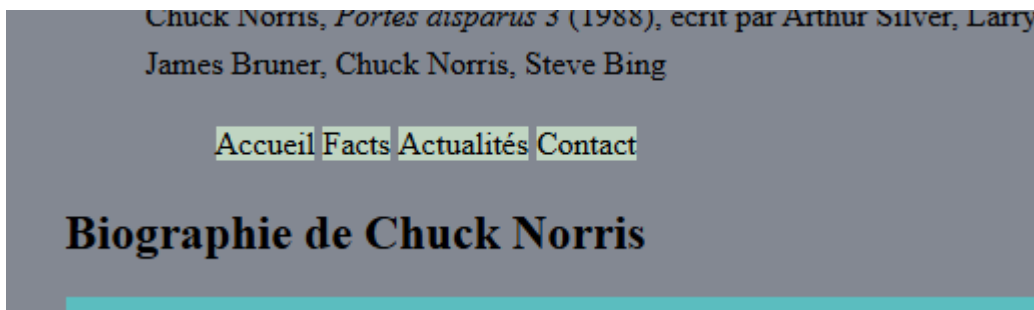 Chuck Norris, Portés disparus 3 (1988), écrit par Arthur Silver, Larry
James Bruner, Chuck Norris, Steve Bing
Accueil Facts Actualités Contact
Biographie de Chuck Norris